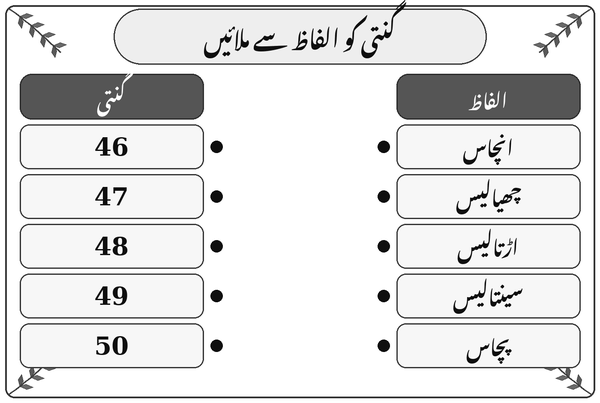 گنتی کو الفاظ سے ملائیں
الفاظ گنتی
انچاس 46
چھیالیس 47
اڑتالیس 48
سینتالیس 49
پچاس 50